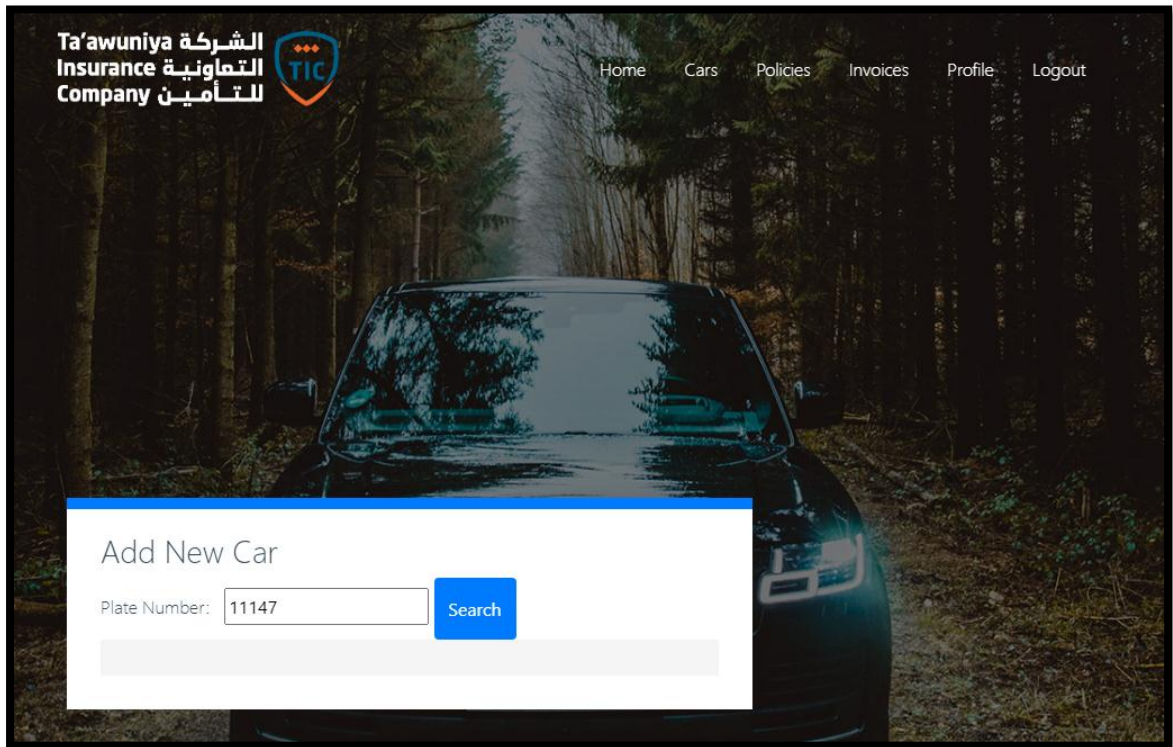 Ta'awuniya الشركة
Insurance التعاونية
Company للتأمين
TIC
Home Cars Policies Invoices Profile Logout
Add New Car
Plate Number: 11147 Search